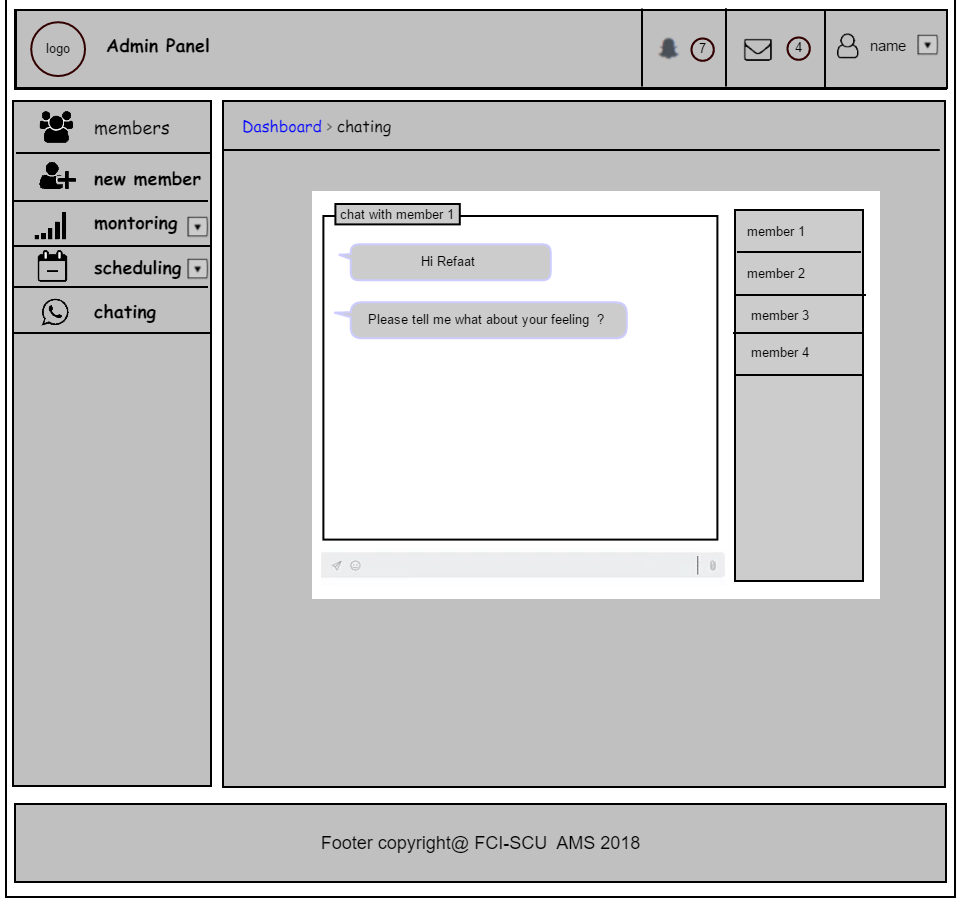 logo
Admin Panel
7
4
name
members
new member
montoring
scheduling
chating
Dashboard > chating
chat with member 1
Hi Refaat
Please tell me what about your feeling ?
member 1
member 2
member 3
member 4
Footer copyright@ FCI-SCU AMS 2018